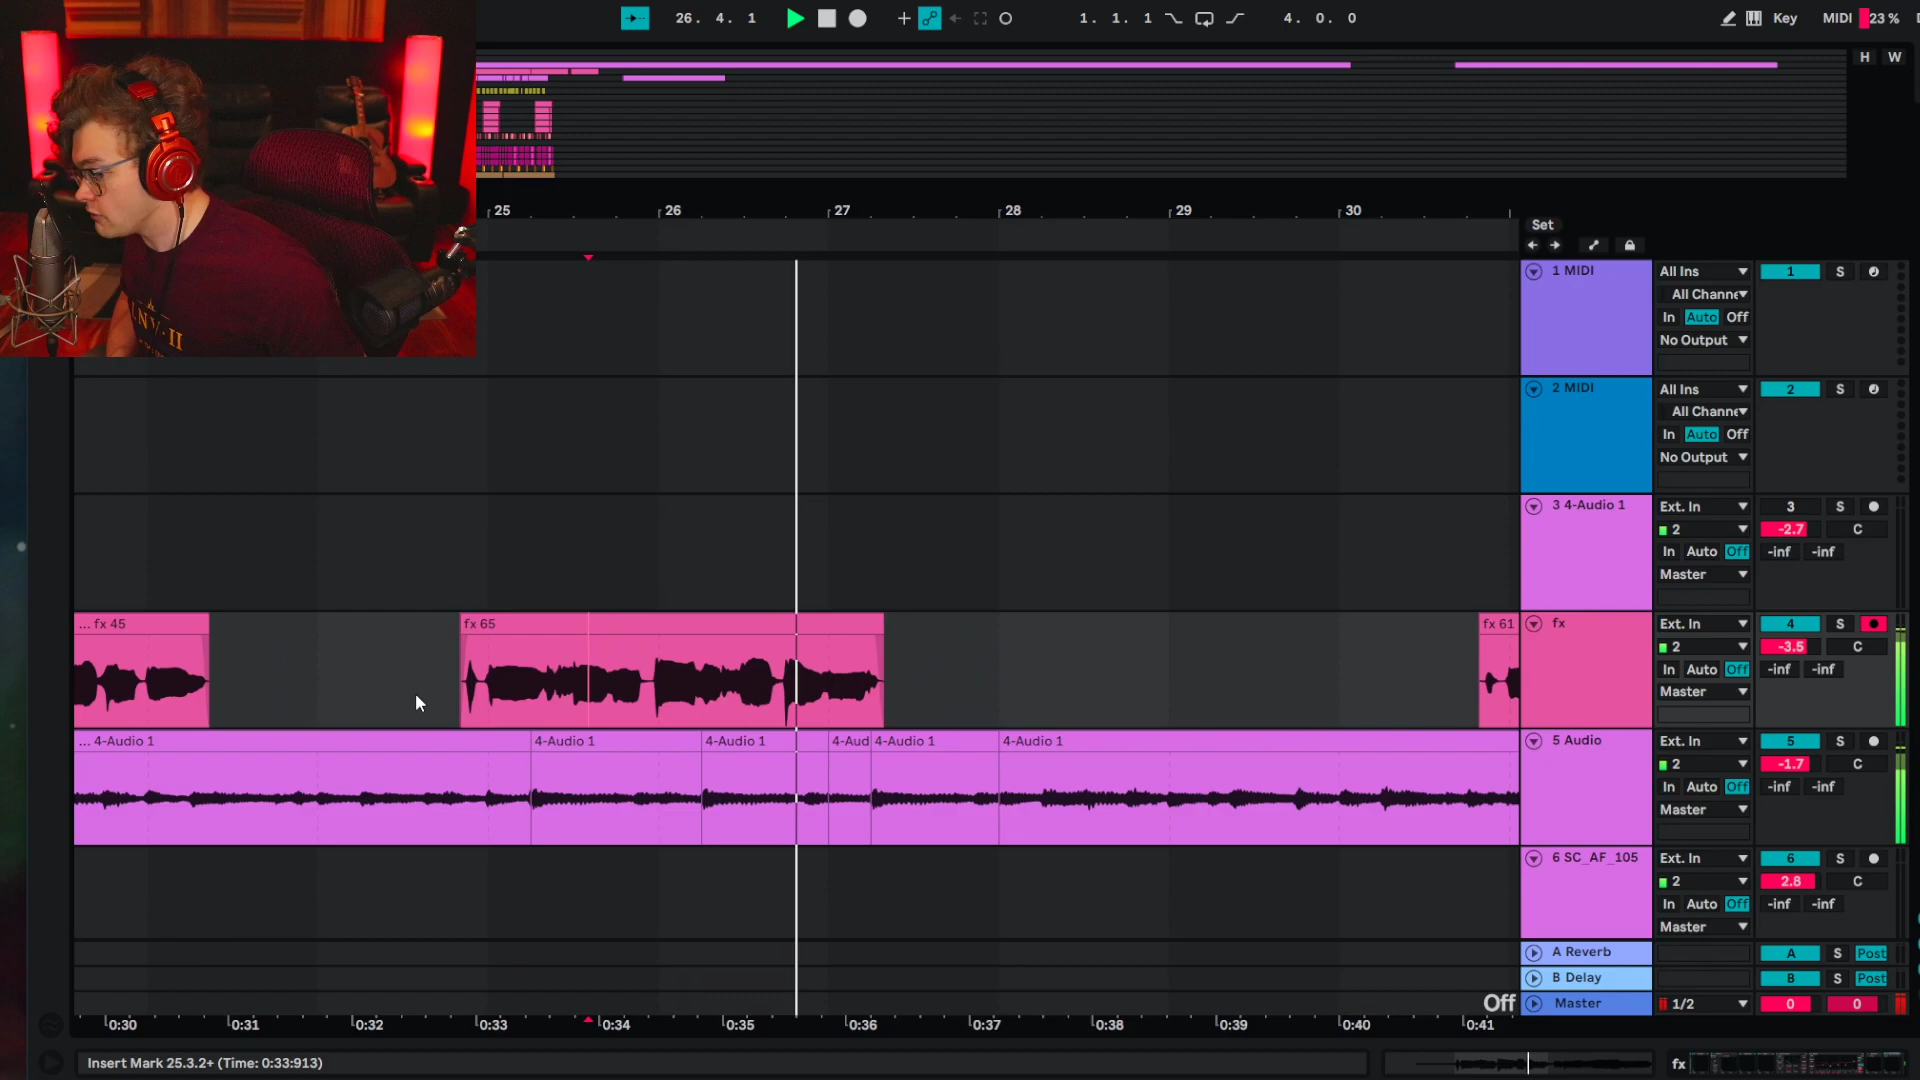 26. 4. 1
1. 1. 1
4. 0. 0
Key
MIDI
23 %
H
W
25
26
27
28
29
30
Set
1 MIDI
All Ins
1
S
All Channe
In
Auto
Off
No Output
2 MIDI
All Ins
2
S
All Channe
In
Auto
Off
No Output
3 4-Audio 1
Ext. In
3
S
2
-2.7
C
In
Auto
Off
-inf
-inf
Master
... fx 45
fx 65
fx 61
fx
Ext. In
4
S
2
-3.5
C
In
Auto
Off
-inf
-inf
Master
... 4-Audio 1
4-Audio 1
4-Audio 1
4-Aud
4-Audio 1
4-Audio 1
5 Audio
Ext. In
5
S
2
-1.7
C
In
Auto
Off
-inf
-inf
Master
6 SC_AF_105
Ext. In
6
S
2
2.8
C
In
Auto
Off
-inf
-inf
Master
A Reverb
A
S
Post
B Delay
B
S
Post
Off
Master
1/2
0
0
0:30
0:31
0:32
0:33
0:34
0:35
0:36
0:37
0:38
0:39
0:40
0:41
Insert Mark 25.3.2+ (Time: 0:33:913)
fx